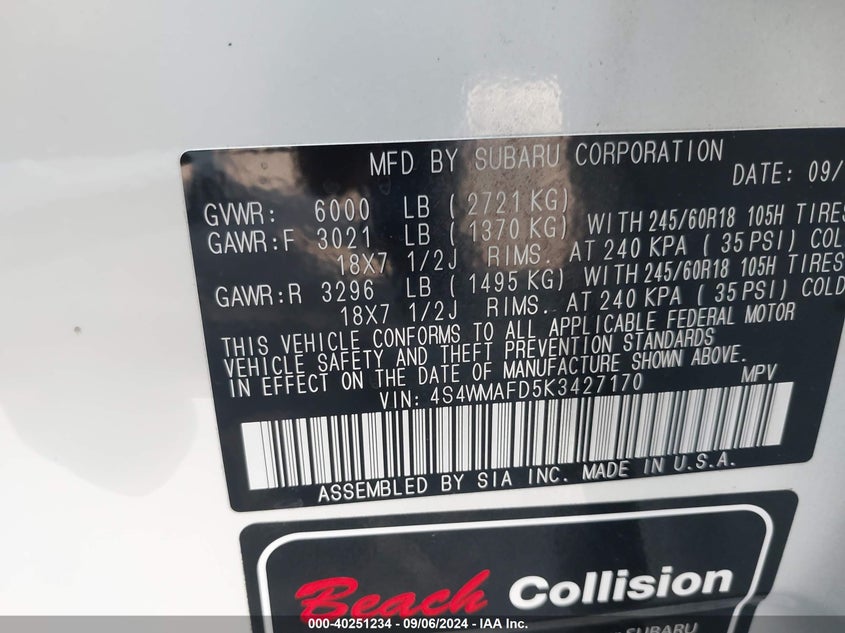 MFD BY SUBARU CORPORATION
DATE: 09/
GVWR: 6000 LB ( 2721 KG)
GAWR:F 3021 LB ( 1370 KG) WITH 245/60R18 105H TIRES
18X7 1/2J RIMS. AT 240 KPA ( 35 PSI) COL
GAWR:R 3296 LB ( 1495 KG) WITH 245/60R18 105H TIRES
18X7 1/2J RIMS. AT 240 KPA ( 35 PSI) COLD
THIS VEHICLE CONFORMS TO ALL APPLICABLE FEDERAL MOTOR
VEHICLE SAFETY AND THEFT PREVENTION STANDARDS
IN EFFECT ON THE DATE OF MANUFACTURE SHOWN ABOVE.
VIN: 4S4WMAFD5K3427170 MPV
ASSEMBLED BY SIA INC. MADE IN U.S.A.
Beach Collision
SUBARU
000-40251234 - 09/06/2024 - IAA Inc.